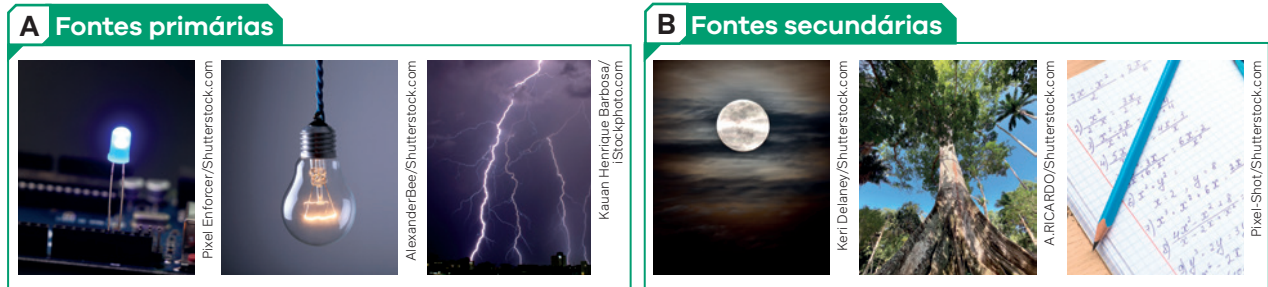 A Fontes primárias
Pixel Enforcer/Shutterstock.com
AlexanderBee/Shutterstock.com
Kauan Henrique Barbosa/
iStockphoto.com
B Fontes secundárias
Keri Delaney/Shutterstock.com
A.RICARDO/Shutterstock.com
Pixel-Shot/Shutterstock.com